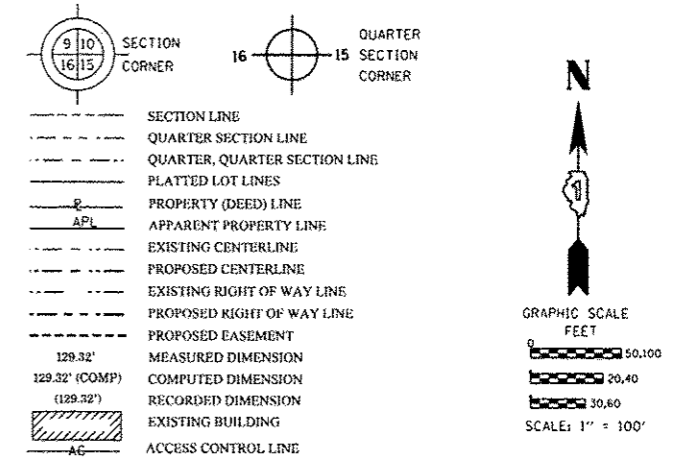 9 10 SECTION
16 15 CORNER
QUARTER
16 15 SECTION
CORNER
SECTION LINE
QUARTER SECTION LINE
QUARTER, QUARTER SECTION LINE
PLATTED LOT LINES
PROPERTY (DEED) LINE
APL APPARENT PROPERTY LINE
EXISTING CENTERLINE
PROPOSED CENTERLINE
EXISTING RIGHT OF WAY LINE
PROPOSED RIGHT OF WAY LINE
PROPOSED EASEMENT
129.32' MEASURED DIMENSION
129.32' (COMP) COMPUTED DIMENSION
(129.32') RECORDED DIMENSION
EXISTING BUILDING
AC ACCESS CONTROL LINE
N
1
GRAPHIC SCALE
FEET
0
50,100
20,40
30,60
SCALE: 1" = 100'